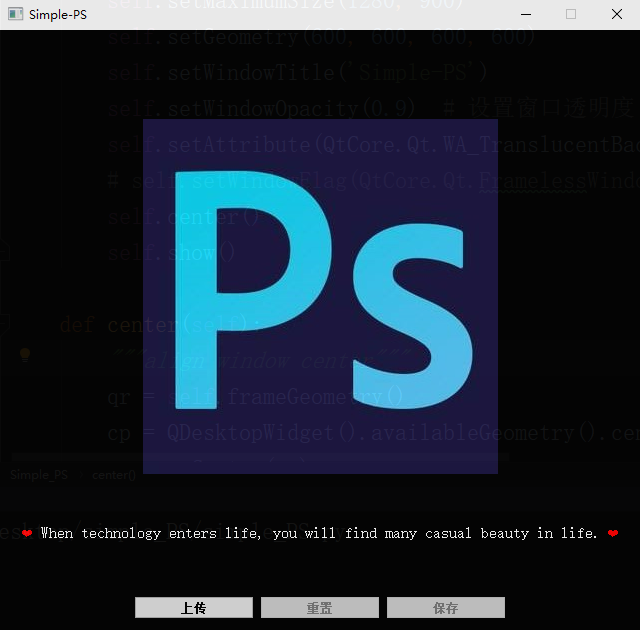 Simple-PS
self.setMaximumSize(1280, 900)
self.setGeometry(600, 600, 600, 600)
self.setWindowTitle('Simple-PS')
self.setWindowOpacity(0.9) # 设置窗口透明度
self.setAttribute(QtCore.Qt.WA_TranslucentBac
# self.setWindowFlag(QtCore.Qt.FramelessWindo
self.center()
self.show()
def center(self):
"""align window center"""
qr = self.frameGeometry()
cp = QDesktopWidget().availableGeometry().cen
Ps
Simple_PS
center()
❤ When technology enters life, you will find many casual beauty in life. ❤
上传 重置 保存